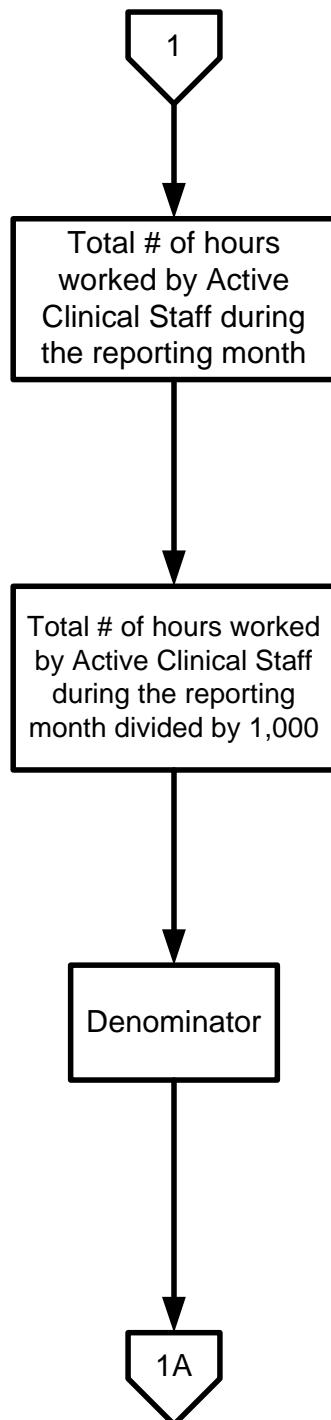 1
Total # of hours
worked by Active
Clinical Staff during
the reporting month
Total # of hours worked
by Active Clinical Staff
during the reporting
month divided by 1,000
Denominator
1A